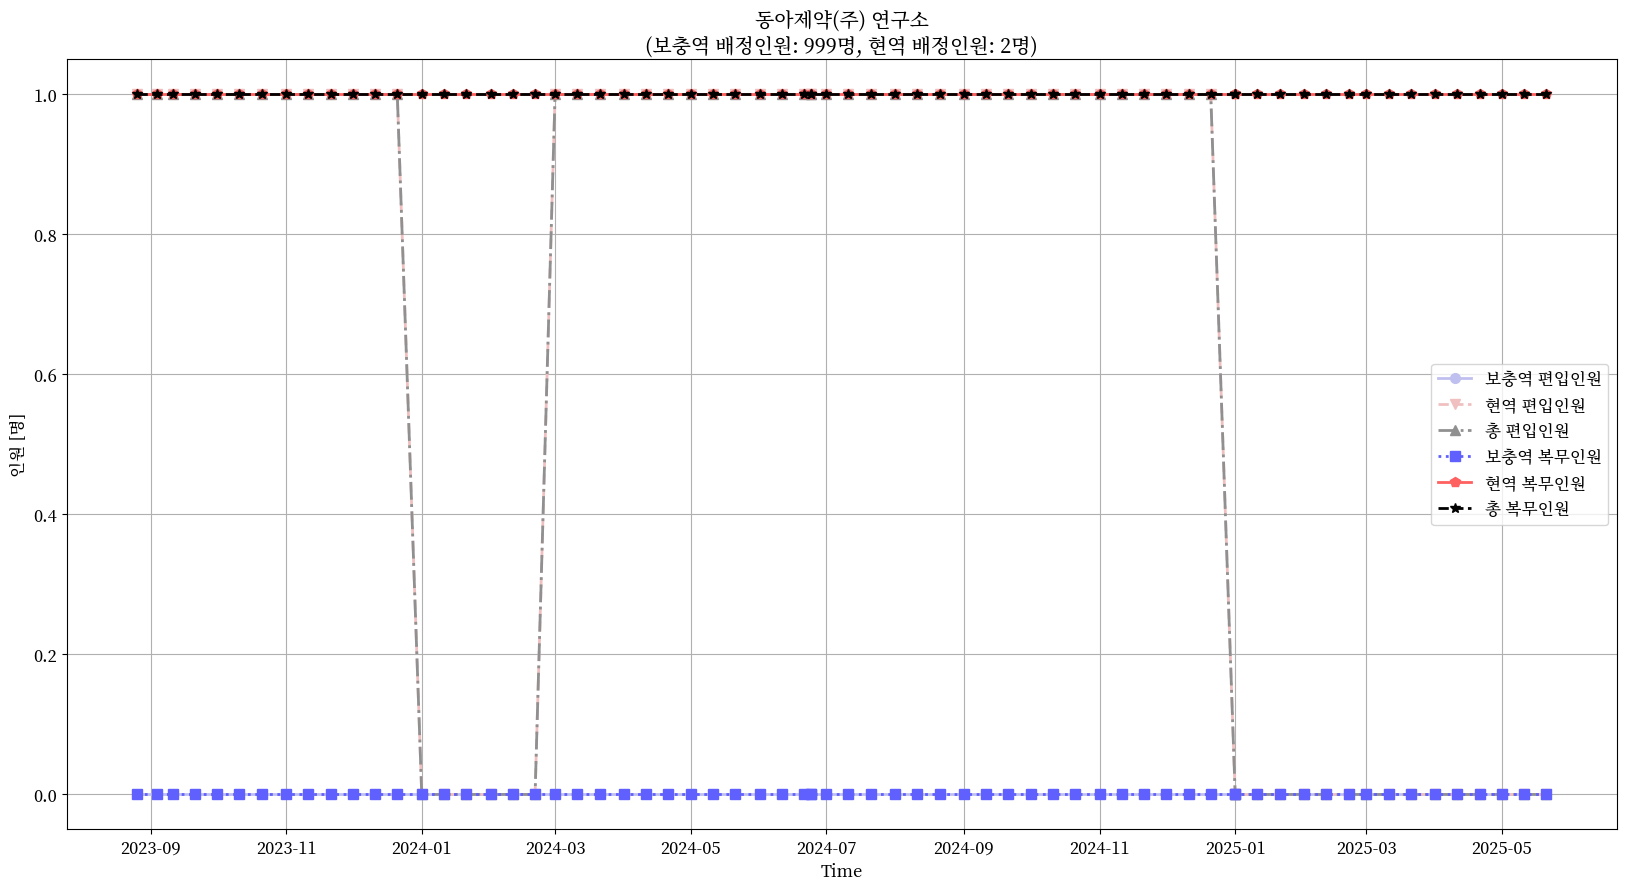 동아제약(주) 연구소
(보충역 배정인원: 999명, 현역 배정인원: 2명)
1.0
0.8
0.6
0.4
0.2
0.0
인원 [명]
보충역 편입인원
현역 편입인원
총 편입인원
보충역 복무인원
현역 복무인원
총 복무인원
2023-09
2023-11
2024-01
2024-03
2024-05
2024-07
2024-09
2024-11
2025-01
2025-03
2025-05
Time